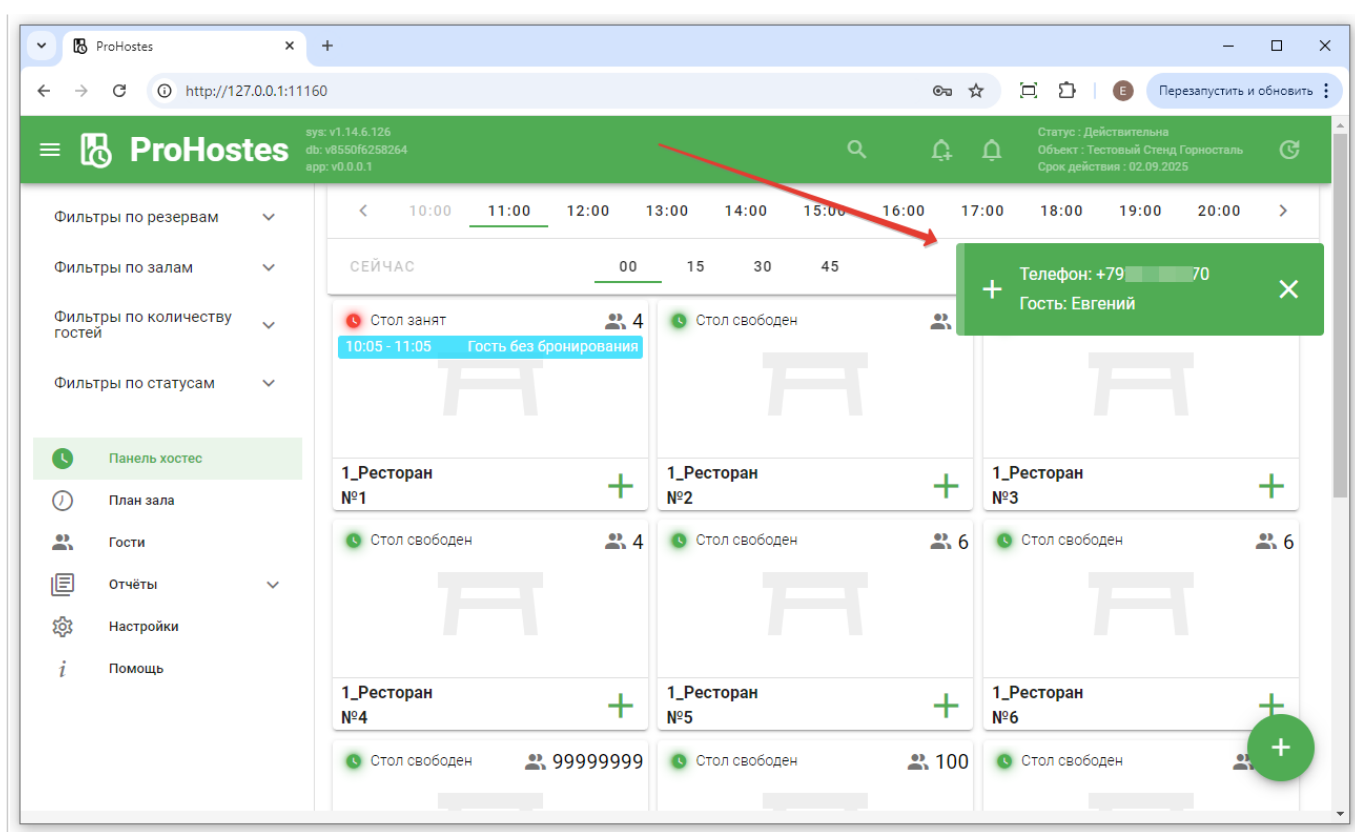 ProHostes
http://127.0.0.1:11160
E
Перезапустить и обновить
ProHostes
sys: v1.14.6.126
db: v8550f6258264
app: v0.0.0.1
Статус : Действительна
Объект : Тестовый Стенд Горносталь
Срок действия : 02.09.2025
Фильтры по резервам
Фильтры по залам
Фильтры по количеству
гостей
Фильтры по статусам
Панель хостес
План зала
Гости
Отчёты
Настройки
Помощь
10:00 11:00 12:00 13:00 14:00 15:00 16:00 17:00 18:00 19:00 20:00
СЕЙЧАС 00 15 30 45
Телефон: +79 70
Гость: Евгений
Стол занят 4
10:05 - 11:05 Гость без бронирования
1_Ресторан
№1
Стол свободен
1_Ресторан
№2
1_Ресторан
№3
Стол свободен 4
1_Ресторан
№4
Стол свободен 6
1_Ресторан
№5
Стол свободен 6
1_Ресторан
№6
Стол свободен 99999999
Стол свободен 100
Стол свободен